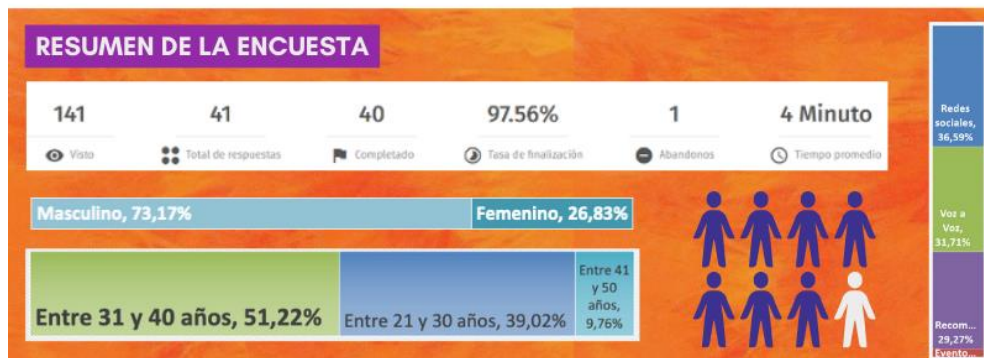 RESUMEN DE LA ENCUESTA
141
41
40
97.56%
1
4 Minuto
Visto
Total de respuestas
Completado
Tasa de finalización
Abandonos
Tiempo promedio
Masculino, 73,17%
Femenino, 26,83%
Entre 31 y 40 años, 51,22%
Entre 21 y 30 años, 39,02%
Entre 41
y 50
años,
9,76%
Redes
sociales,
36,59%
Voz a
Voz,
31,71%
Recom...
29,27%
Evento...